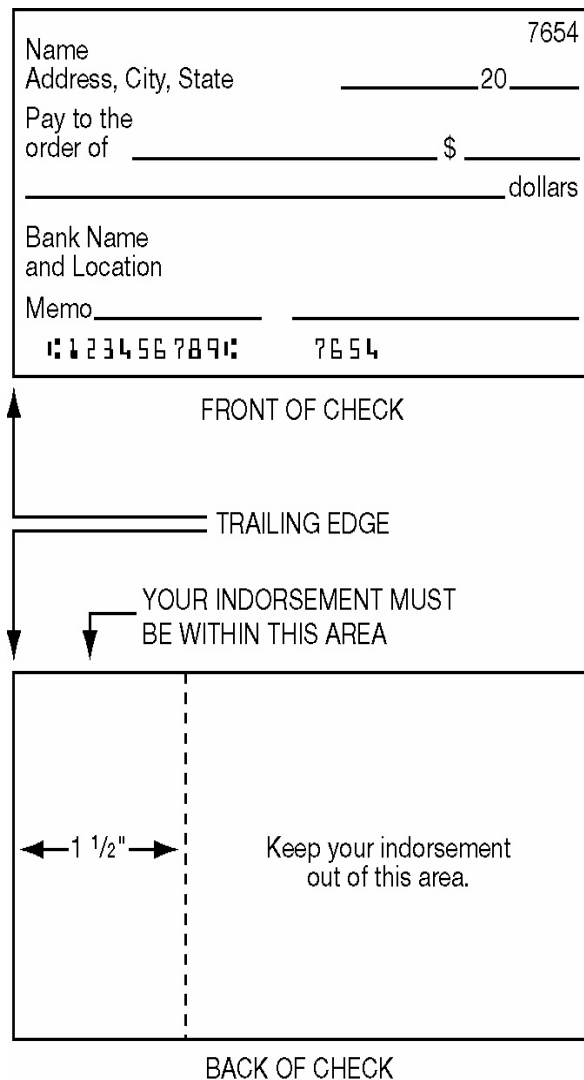 7654
Name
Address, City, State 20
Pay to the
order of $
dollars
Bank Name
and Location
Memo
⑆123456789⑆ 7654
FRONT OF CHECK
TRAILING EDGE
YOUR INDORSEMENT MUST
BE WITHIN THIS AREA
1 1/2"
Keep your indorsement
out of this area.
BACK OF CHECK